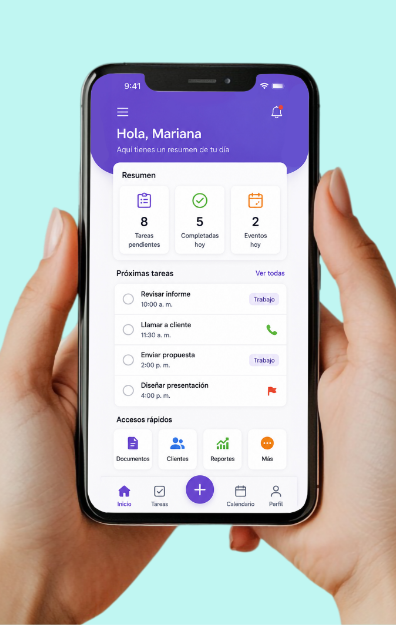 9:41
Hola, Mariana
Aquí tienes un resumen de tu día
Resumen
8
Tareas
pendientes
5
Completadas
hoy
2
Eventos
hoy
Próximas tareas
Ver todas
Revisar informe
10:00 a. m.
Trabajo
Llamar a cliente
11:30 a. m.
Enviar propuesta
2:00 p. m.
Trabajo
Diseñar presentación
4:00 p. m.
Accesos rápidos
Documentos
Clientes
Reportes
Más
Inicio
Tareas
Calendario
Perfil